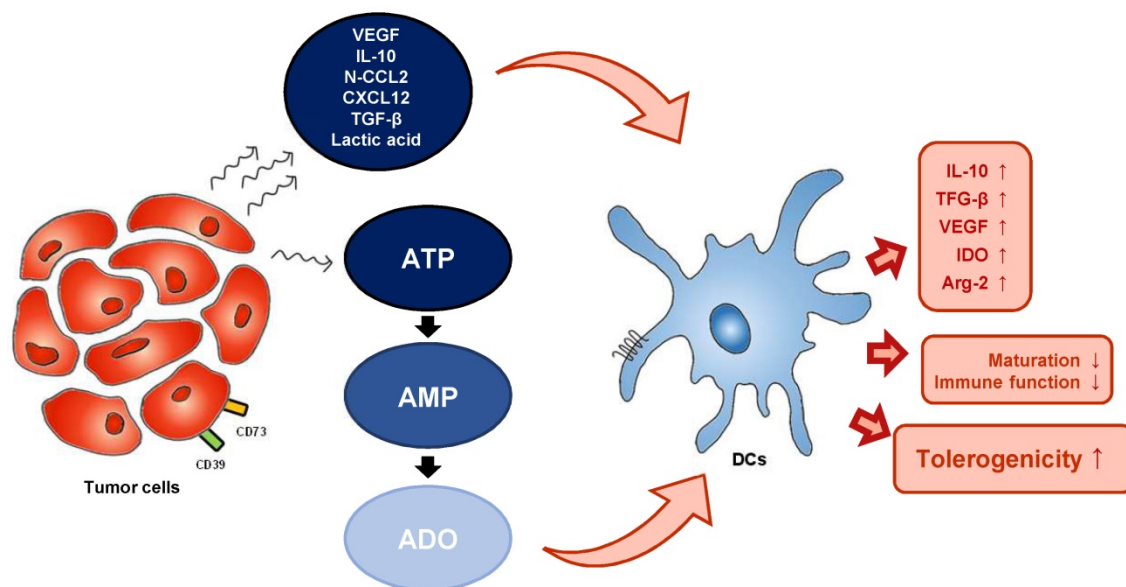 VEGF
IL-10
N-CCL2
CXCL12
TGF-β
Lactic acid
ATP
AMP
ADO
CD73
CD39
Tumor cells
DCs
IL-10 ↑
TFG-β ↑
VEGF ↑
IDO ↑
Arg-2 ↑
Maturation ↓
Immune function ↓
Tolerogenicity ↑